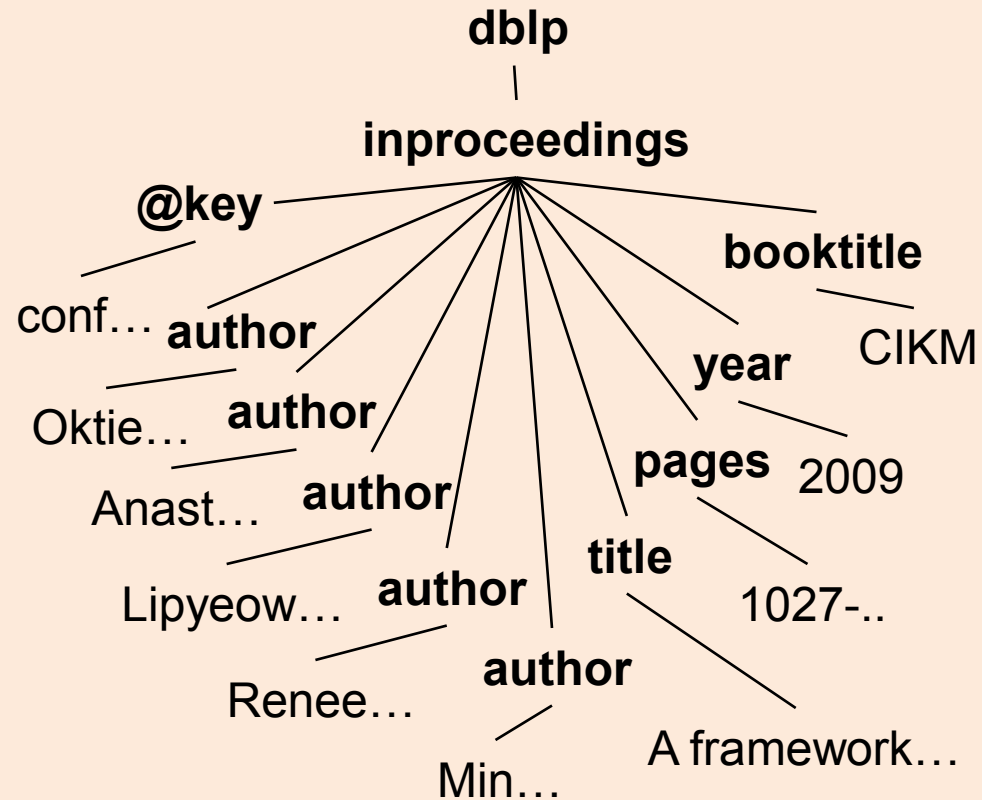 dblp
inproceedings
@key
conf…
author
Oktie…
author
Anast…
author
Lipyeow…
author
Renee…
author
Min…
title
A framework…
pages
1027-..
year
2009
booktitle
CIKM